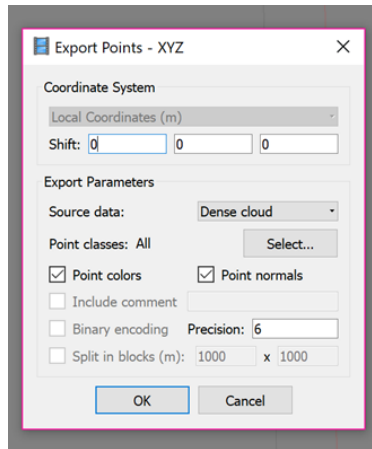 Export Points - XYZ
Coordinate System
Local Coordinates (m)
Shift: 0 0 0
Export Parameters
Source data: Dense cloud
Point classes: All Select...
Point colors Point normals
Include comment
Binary encoding Precision: 6
Split in blocks (m): 1000 x 1000
OK Cancel